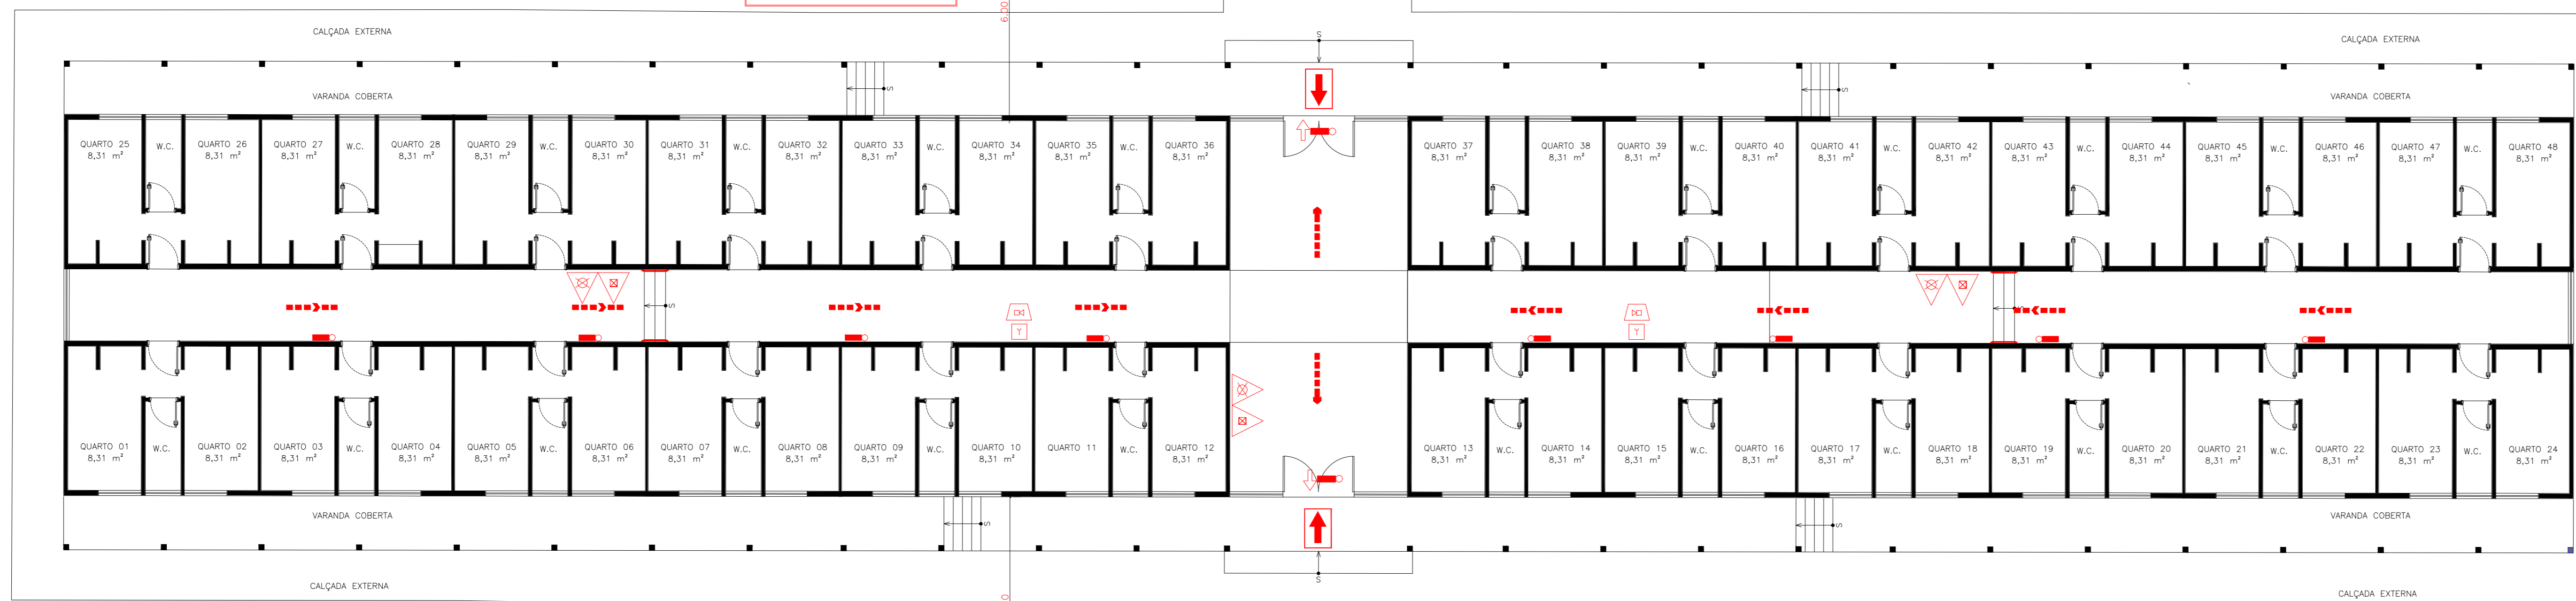 6.00
CALÇADA EXTERNA
S
CALÇADA EXTERNA
VARANDA COBERTA
S
S
VARANDA COBERTA
QUARTO 25
8,31 m²
W.C.
QUARTO 26
8,31 m²
QUARTO 27
8,31 m²
W.C.
QUARTO 28
8,31 m²
QUARTO 29
8,31 m²
W.C.
QUARTO 30
8,31 m²
QUARTO 31
8,31 m²
W.C.
QUARTO 32
8,31 m²
QUARTO 33
8,31 m²
W.C.
QUARTO 34
8,31 m²
QUARTO 35
8,31 m²
W.C.
QUARTO 36
8,31 m²
QUARTO 37
8,31 m²
W.C.
QUARTO 38
8,31 m²
QUARTO 39
8,31 m²
W.C.
QUARTO 40
8,31 m²
QUARTO 41
8,31 m²
W.C.
QUARTO 42
8,31 m²
QUARTO 43
8,31 m²
W.C.
QUARTO 44
8,31 m²
QUARTO 45
8,31 m²
W.C.
QUARTO 46
8,31 m²
QUARTO 47
8,31 m²
W.C.
QUARTO 48
8,31 m²
S
Y
Y
S
QUARTO 01
8,31 m²
W.C.
QUARTO 02
8,31 m²
QUARTO 03
8,31 m²
W.C.
QUARTO 04
8,31 m²
QUARTO 05
8,31 m²
W.C.
QUARTO 06
8,31 m²
QUARTO 07
8,31 m²
W.C.
QUARTO 08
8,31 m²
QUARTO 09
8,31 m²
W.C.
QUARTO 10
8,31 m²
QUARTO 11
8,31 m²
W.C.
QUARTO 12
8,31 m²
QUARTO 13
8,31 m²
W.C.
QUARTO 14
8,31 m²
QUARTO 15
8,31 m²
W.C.
QUARTO 16
8,31 m²
QUARTO 17
8,31 m²
W.C.
QUARTO 18
8,31 m²
QUARTO 19
8,31 m²
W.C.
QUARTO 20
8,31 m²
QUARTO 21
8,31 m²
W.C.
QUARTO 22
8,31 m²
QUARTO 23
8,31 m²
W.C.
QUARTO 24
8,31 m²
VARANDA COBERTA
S
S
VARANDA COBERTA
S
CALÇADA EXTERNA
0
CALÇADA EXTERNA